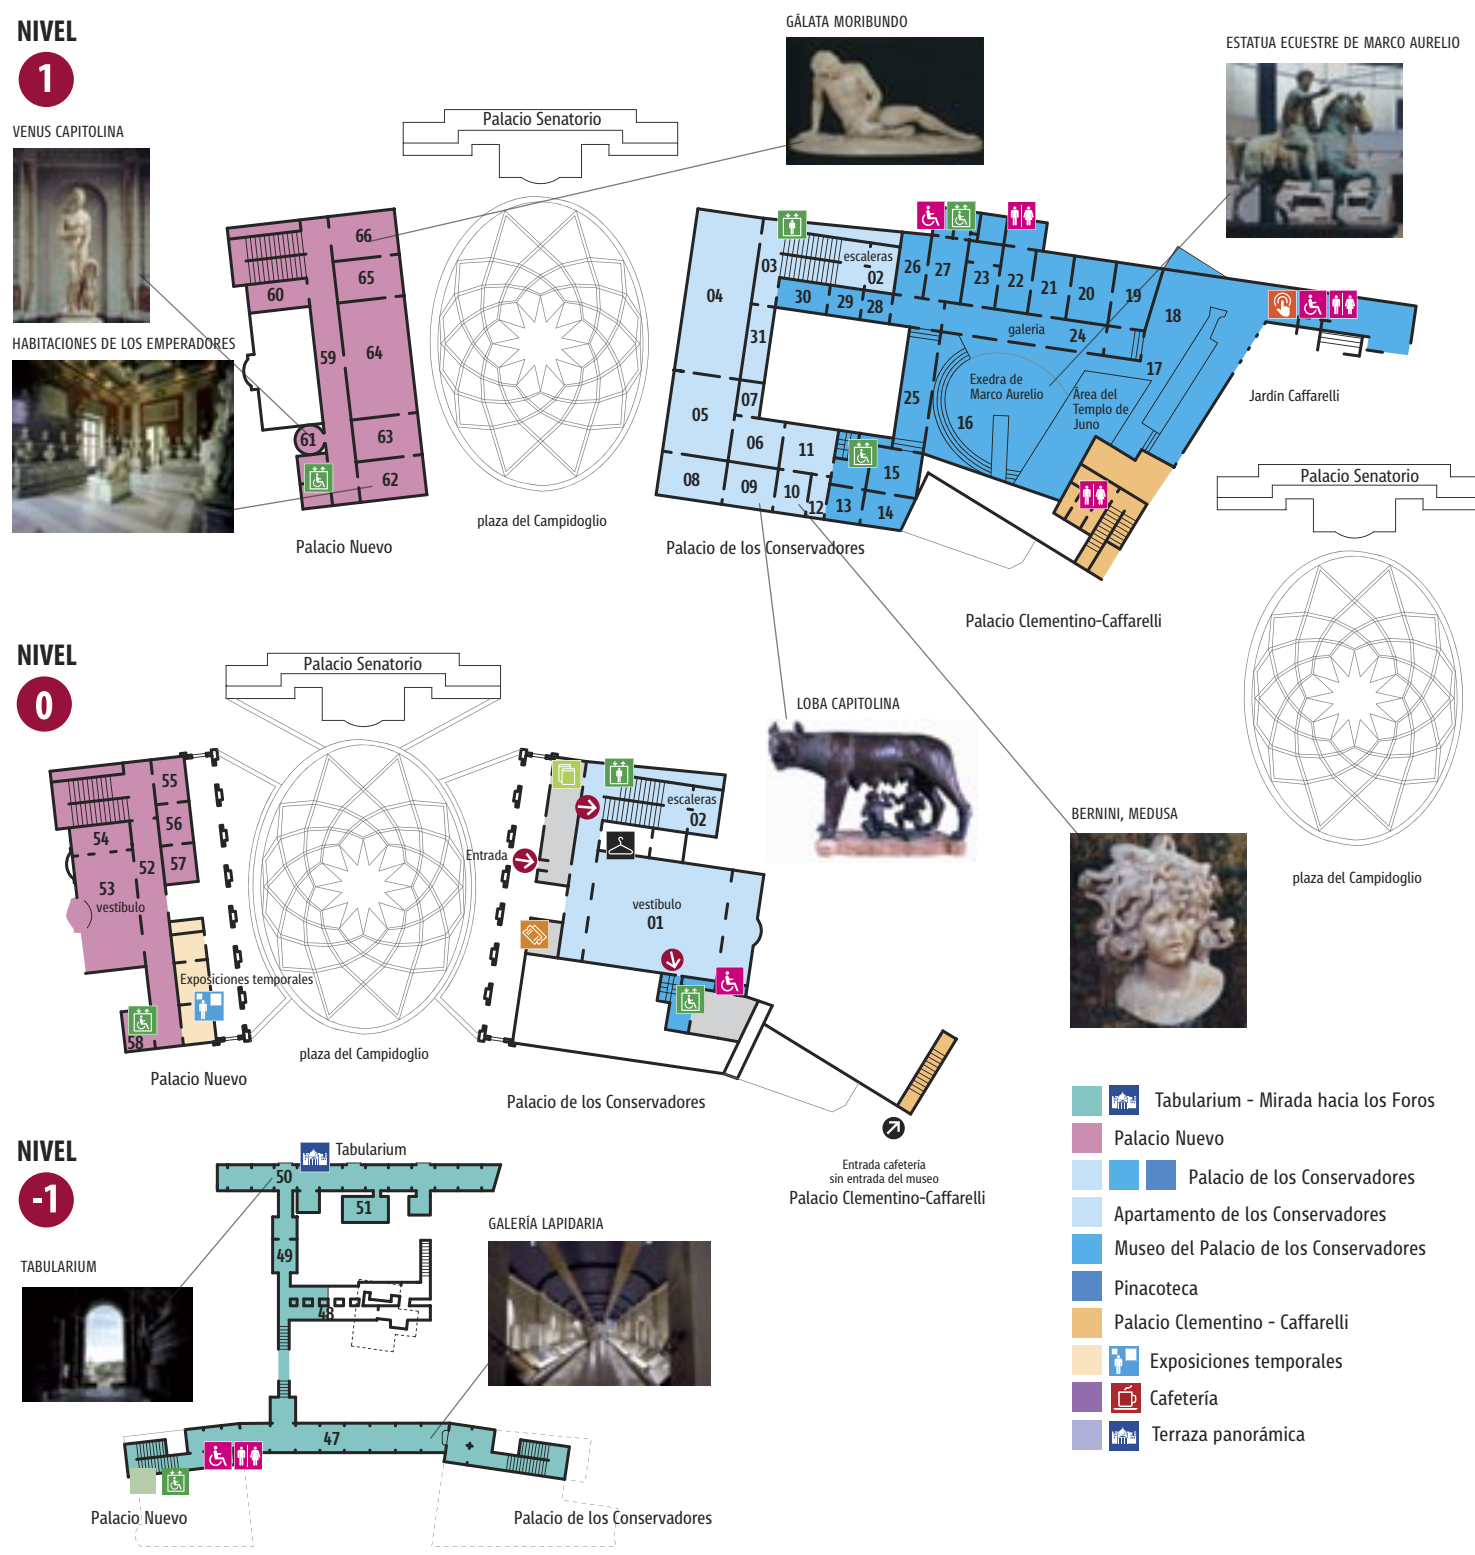 NIVEL
1
VENUS CAPITOLINA
HABITACIONES DE LOS EMPERADORES
GÁLATA MORIBUNDO
ESTATUA ECUESTRE DE MARCO AURELIO
Palacio Senatorio
66
65
60
59
64
61
63
62
Palacio Nuevo
plaza del Campidoglio
escaleras
02
03
04
26
27
23
22
21
20
19
18
30
29
28
31
galería
24
17
07
25
Exedra de
Marco Aurelio
16
Área del
Templo de
Juno
05
06
11
15
08
09
10
12
13
14
Jardin Caffarelli
Palacio de los Conservadores
Palacio Clementino-Caffarelli
Palacio Senatorio
plaza del Campidoglio
NIVEL
0
Palacio Senatorio
55
56
54
52
57
53
vestíbulo
Exposiciones temporales
58
Palacio Nuevo
plaza del Campidoglio
Entrada
escaleras
02
vestíbulo
01
Palacio de los Conservadores
LOBA CAPITOLINA
BERNINI, MEDUSA
Entrada cafetería
sin entrada del museo
Palacio Clementino-Caffarelli
NIVEL
-1
TABULARIUM
Tabularium
50
51
49
48
47
GALERÍA LAPIDARIA
Palacio Nuevo
Palacio de los Conservadores
Tabularium - Mirada hacia los Foros
Palacio Nuevo
Palacio de los Conservadores
Apartamento de los Conservadores
Museo del Palacio de los Conservadores
Pinacoteca
Palacio Clementino - Caffarelli
Exposiciones temporales
Cafetería
Terraza panorámica